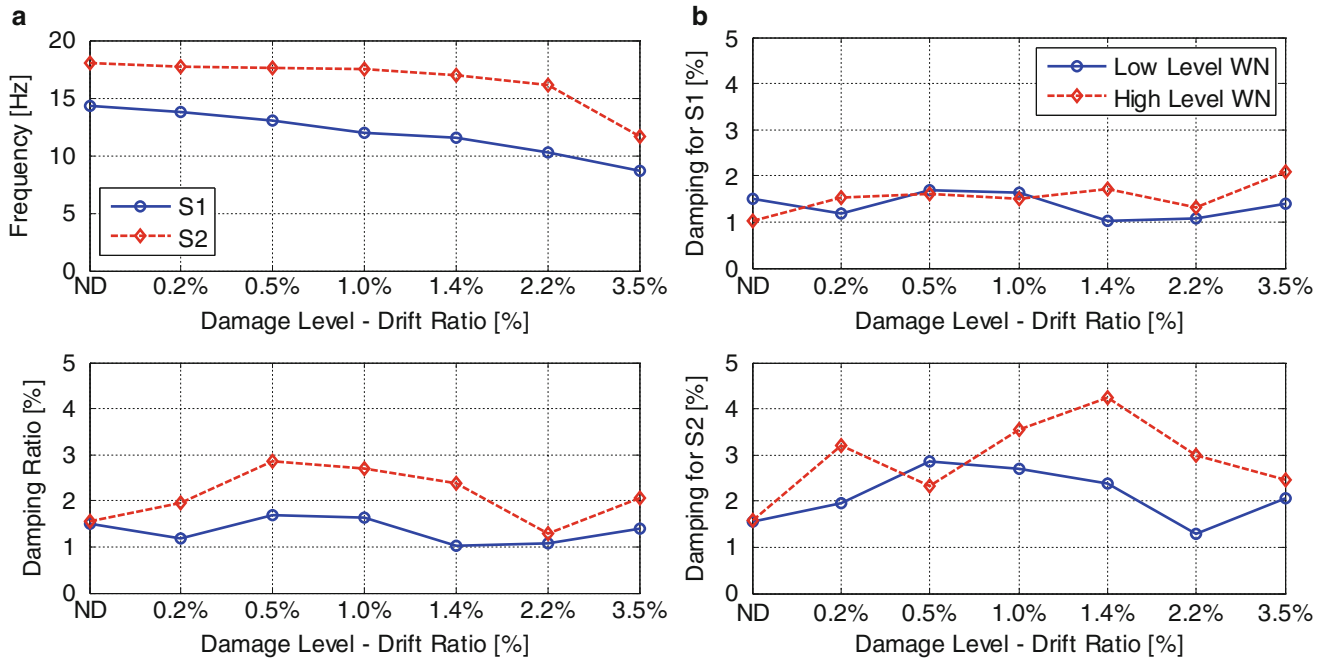 a
Frequency [Hz]
20
15
10
5
0
S1
S2
ND 0.2% 0.5% 1.0% 1.4% 2.2% 3.5%
Damage Level - Drift Ratio [%]
b
Damping for S1 [%]
5
4
3
2
1
0
Low Level WN
High Level WN
ND 0.2% 0.5% 1.0% 1.4% 2.2% 3.5%
Damage Level - Drift Ratio [%]
Damping Ratio [%]
5
4
3
2
1
0
ND 0.2% 0.5% 1.0% 1.4% 2.2% 3.5%
Damage Level - Drift Ratio [%]
Damping for S2 [%]
5
4
3
2
1
0
ND 0.2% 0.5% 1.0% 1.4% 2.2% 3.5%
Damage Level - Drift Ratio [%]